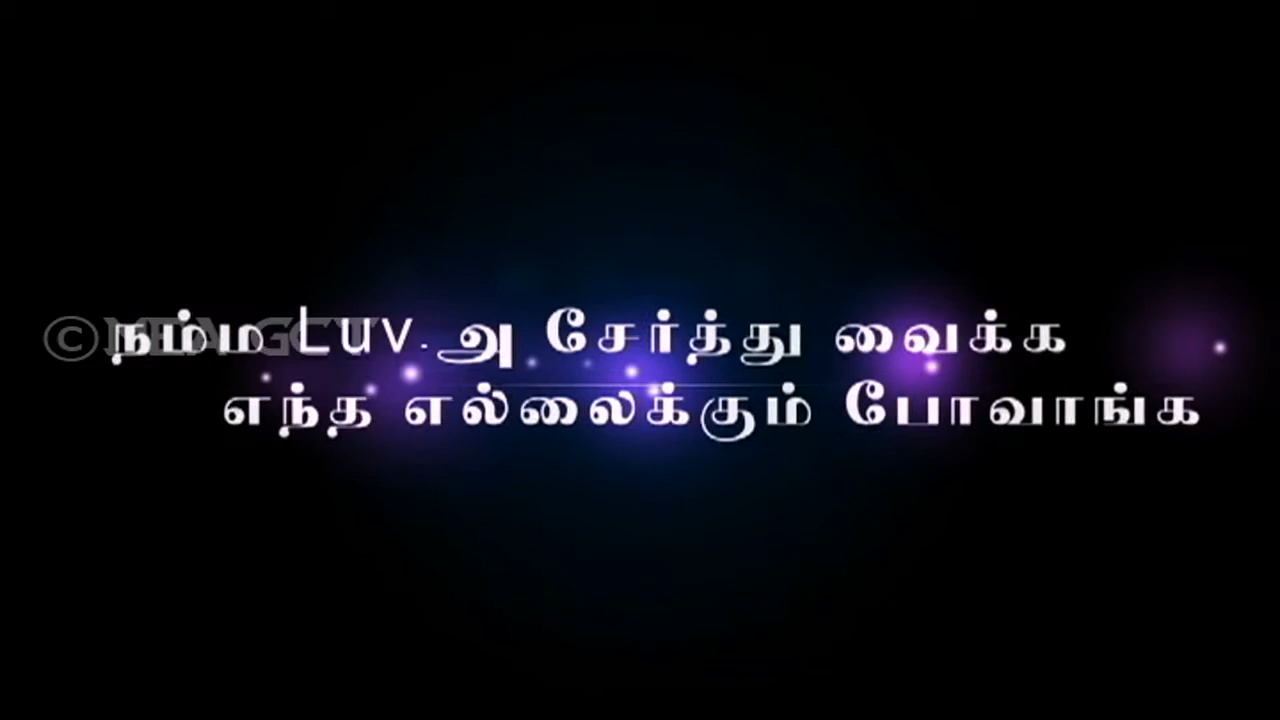 நம்ம Luv.அ சேர்த்து வைக்க
எந்த எல்லைக்கும் போவாங்க